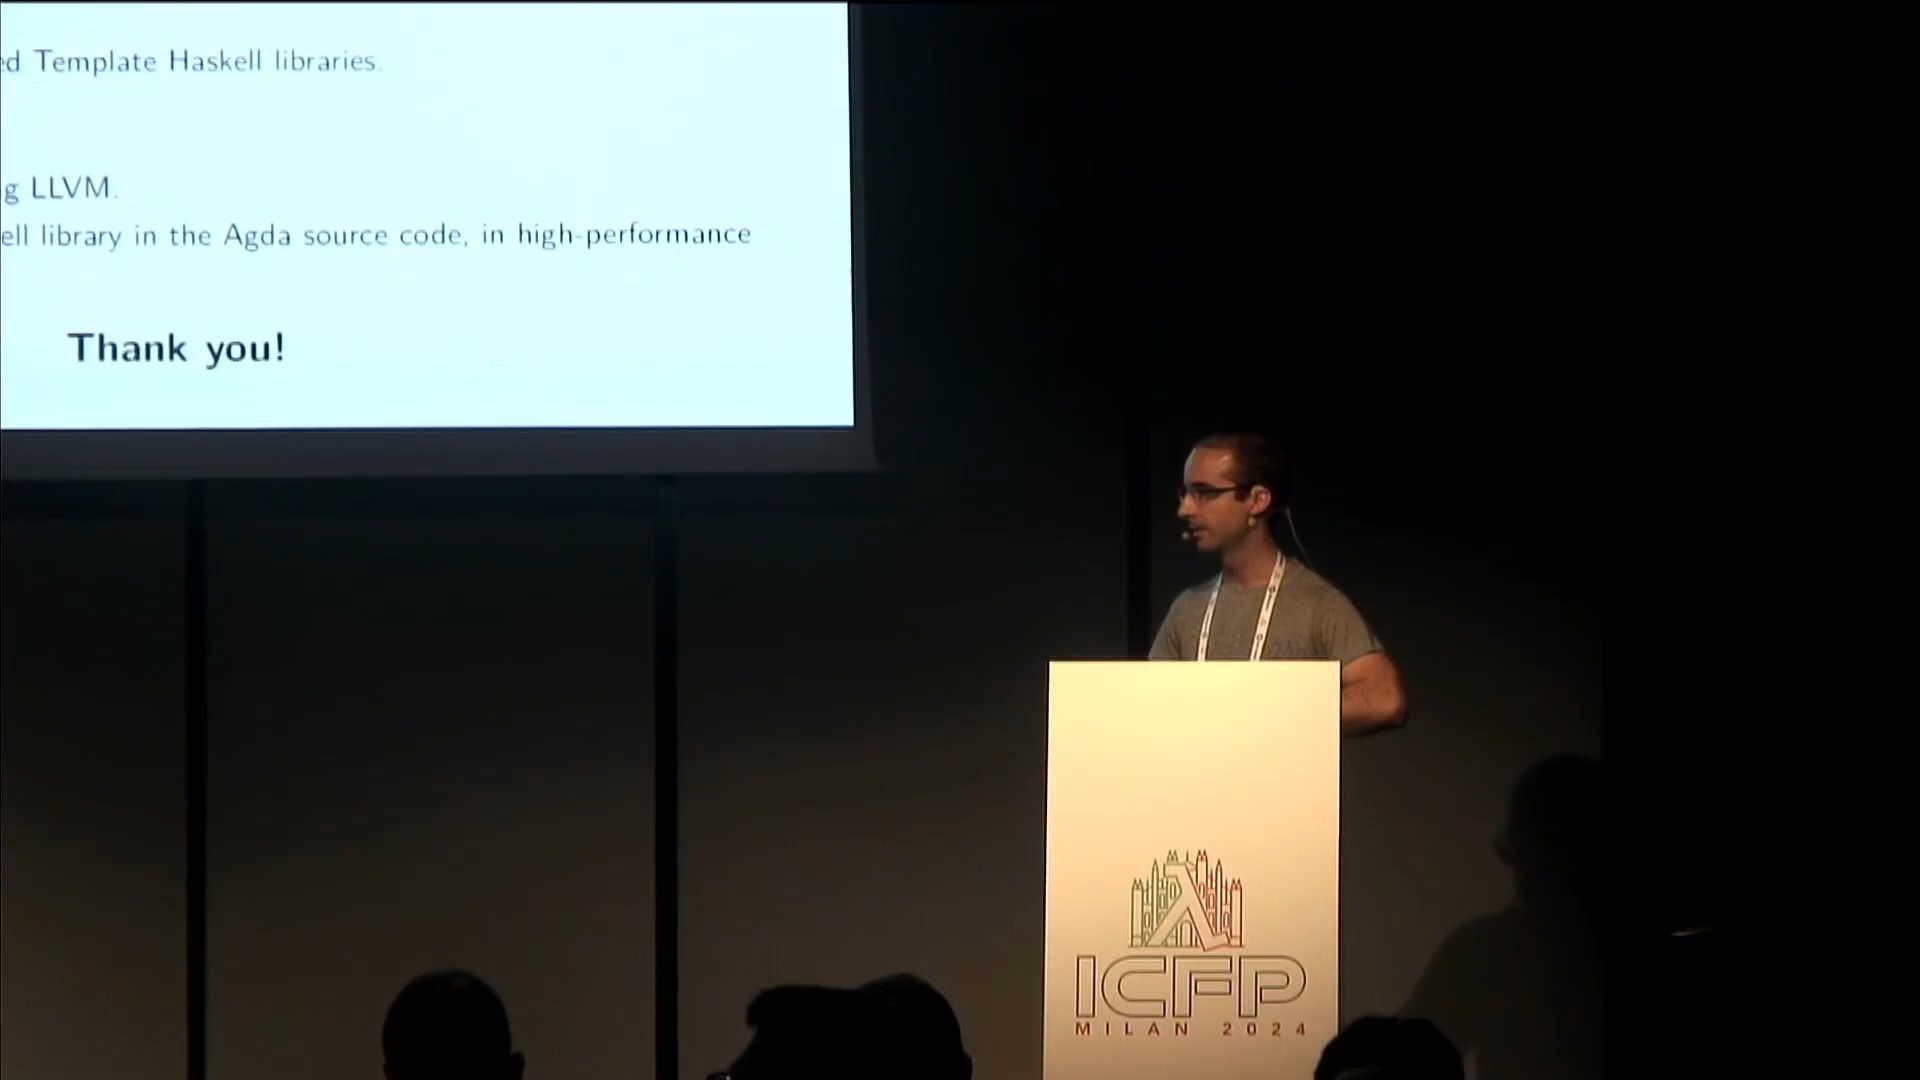 ed Template Haskell libraries.
g LLVM.
ell library in the Agda source code, in high-performance
Thank you!
ICFP
MILAN 2024